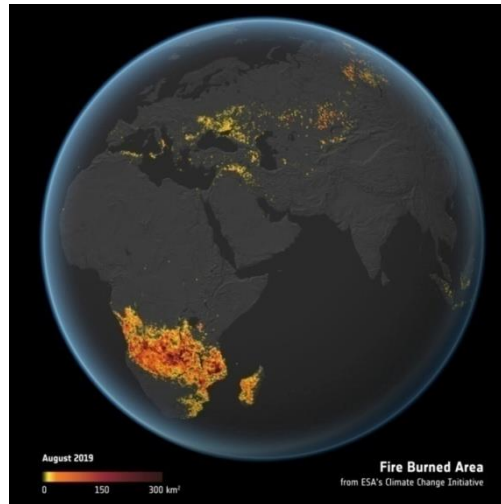 August 2019
0 150 300 km²
Fire Burned Area
from ESA's Climate Change Initiative